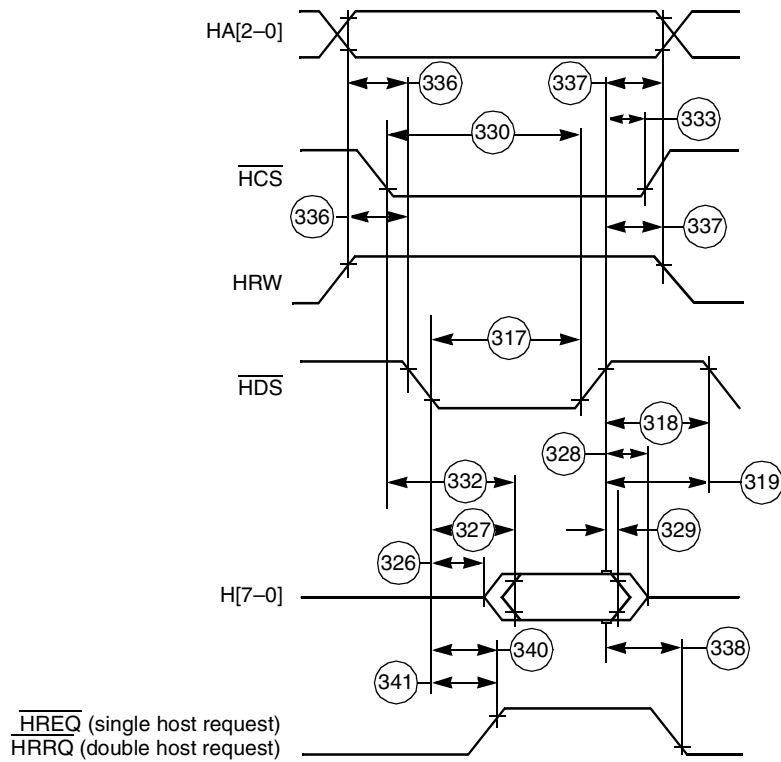 HA[2–0]
336
337
333
330
HCS
336
337
HRW
317
HDS
318
328
332
319
327
329
326
H[7–0]
340
338
341
HREQ (single host request)
HRRQ (double host request)